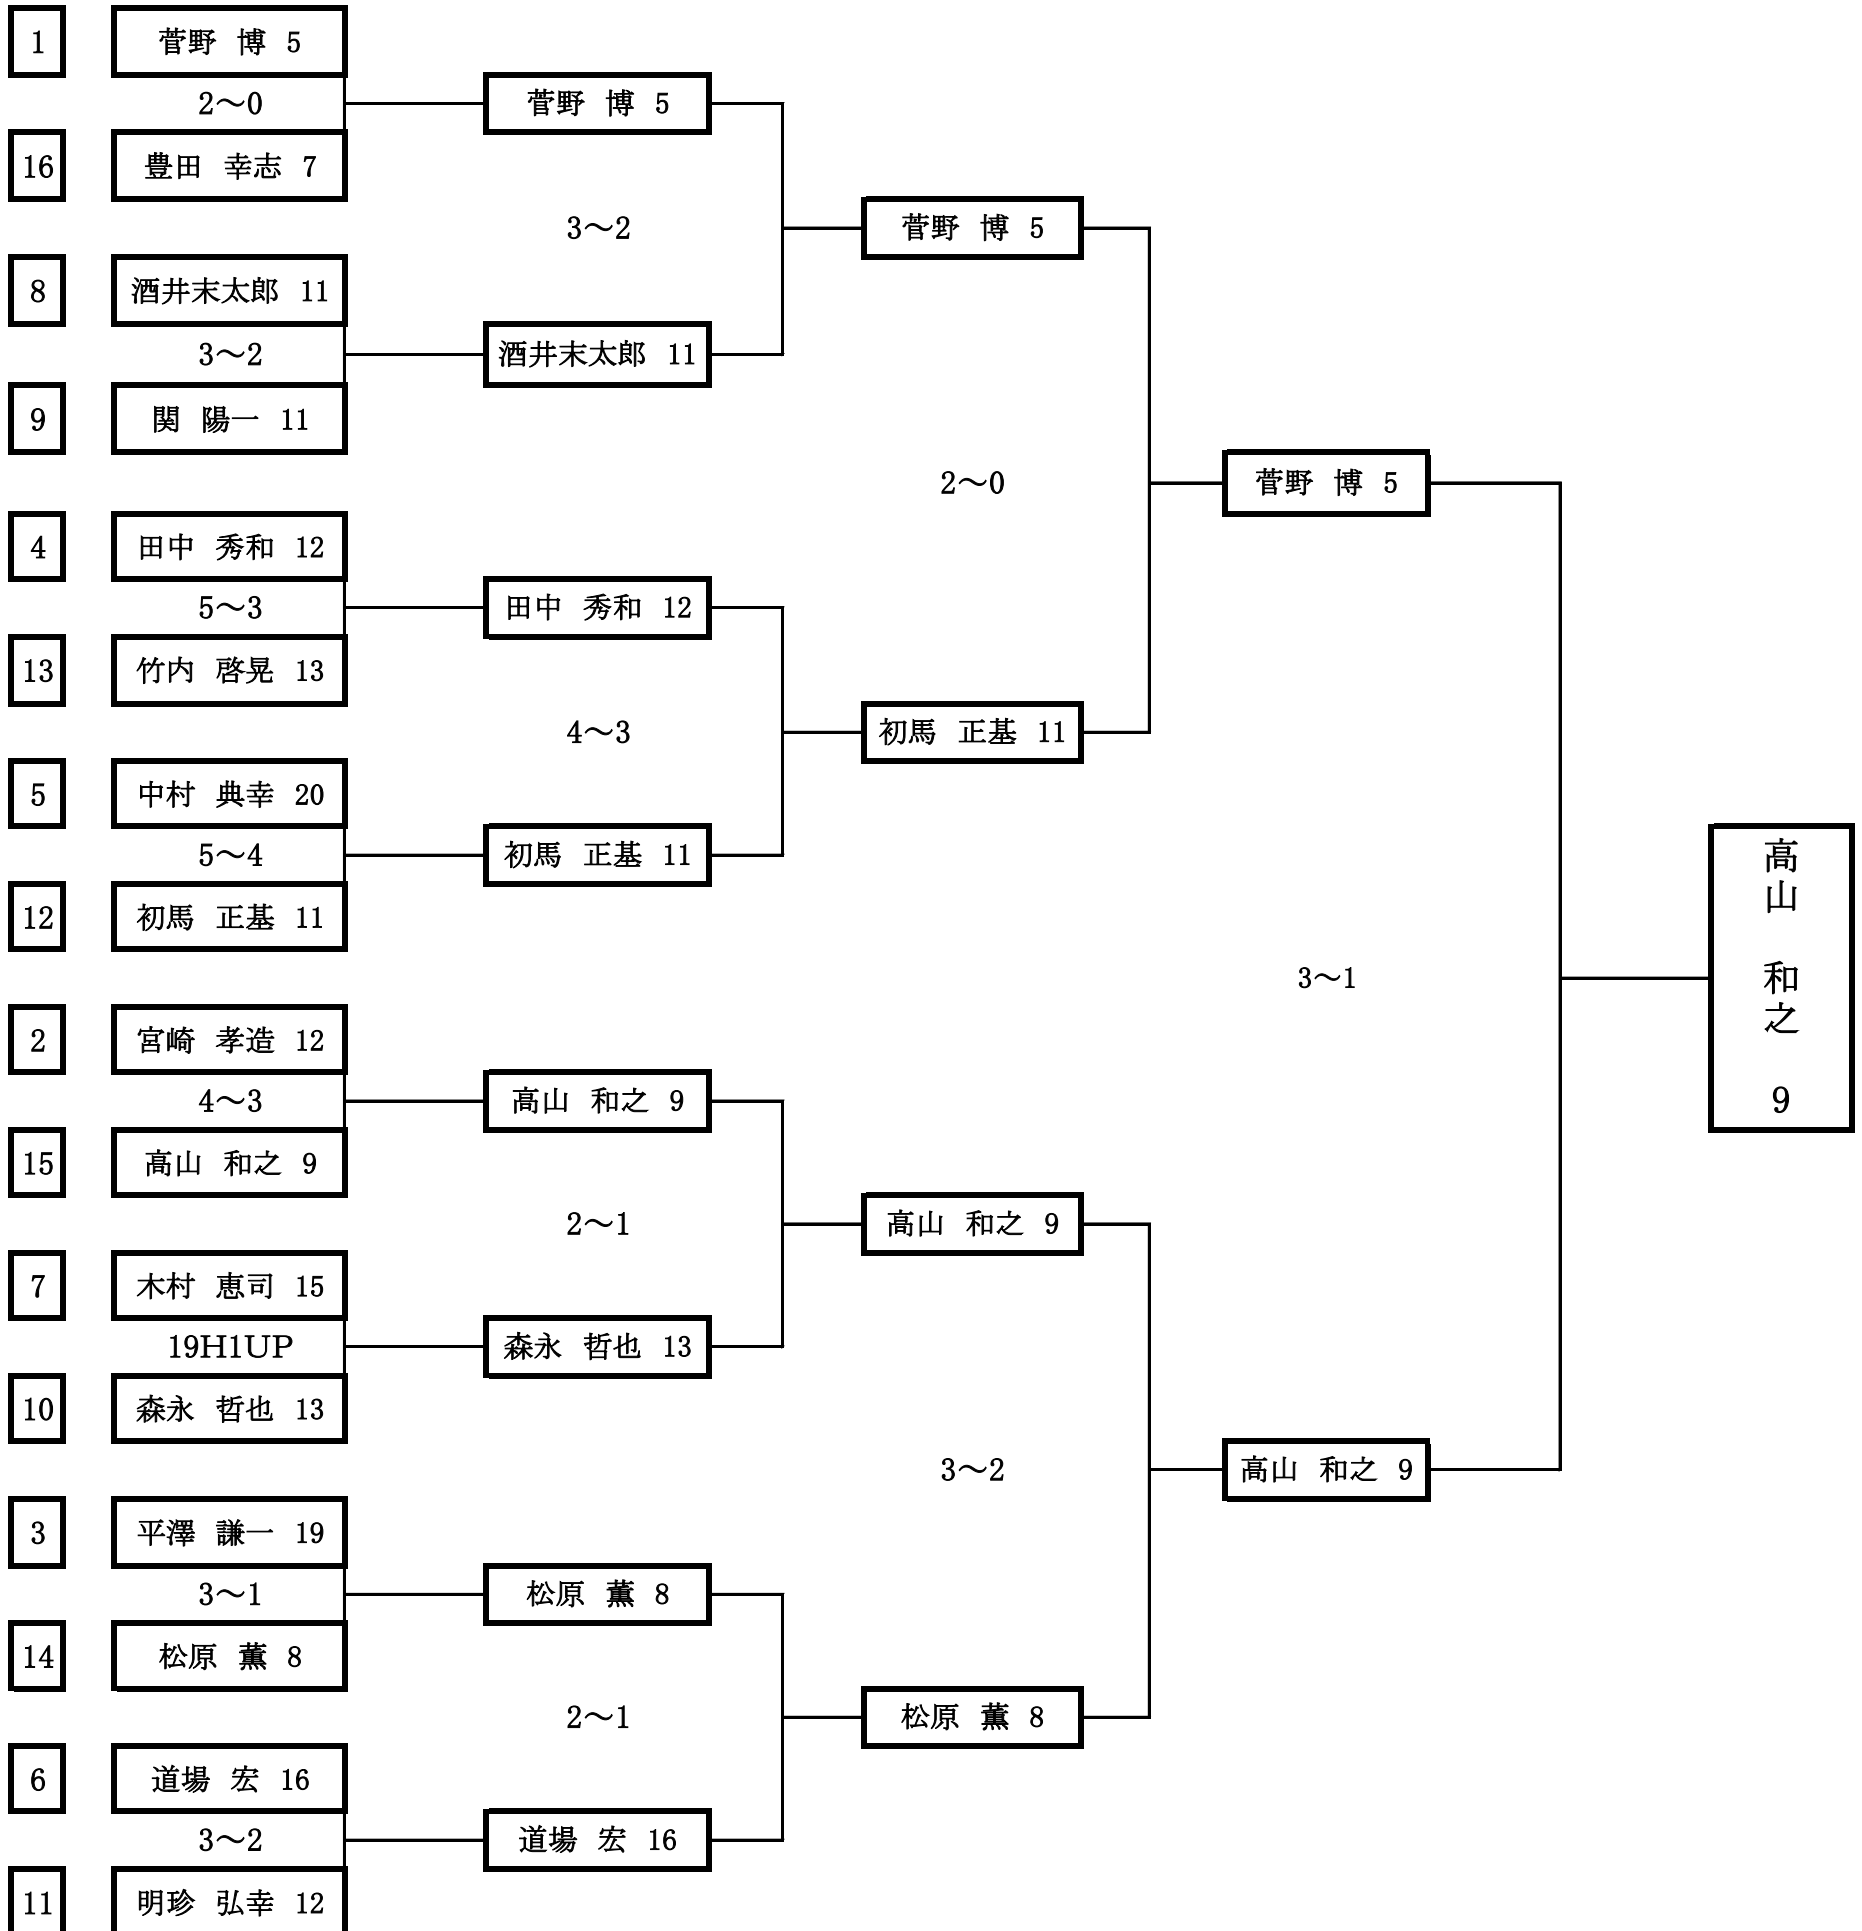 1 菅野 博 5
2～0 菅野 博 5
16 豊田 幸志 7
3～2 菅野 博 5
8 酒井末太郎 11
3～2 酒井末太郎 11
9 関 陽一 11
2～0 菅野 博 5
4 田中 秀和 12
5～3 田中 秀和 12
13 竹内 啓晃 13
4～3 初馬 正基 11
5 中村 典幸 20
5～4 初馬 正基 11
12 初馬 正基 11
3～1 高山 和之 9
2 宮崎 孝造 12
4～3 高山 和之 9
15 高山 和之 9
2～1 高山 和之 9
7 木村 恵司 15
19H1UP 森永 哲也 13
10 森永 哲也 13
3～2 高山 和之 9
3 平澤 謙一 19
3～1 松原 薫 8
14 松原 薫 8
2～1 松原 薫 8
6 道場 宏 16
3～2 道場 宏 16
11 明珍 弘幸 12